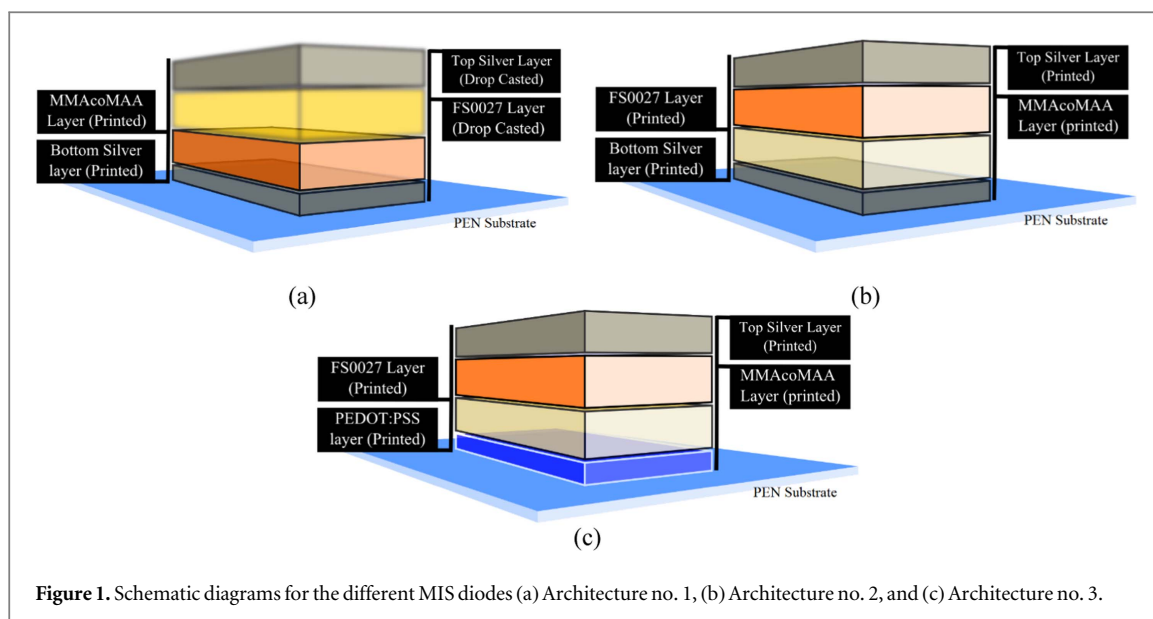 MMAcoMAA
Layer (Printed)
Bottom Silver
layer (Printed)
Top Silver Layer
(Drop Casted)
FS0027 Layer
(Drop Casted)
PEN Substrate
(a)
FS0027 Layer
(Printed)
Bottom Silver
Layer (Printed)
Top Silver Layer
(Printed)
MMAcoMAA
Layer (printed)
PEN Substrate
(b)
FS0027 Layer
(Printed)
PEDOT:PSS
layer (Printed)
Top Silver Layer
(Printed)
MMAcoMAA
Layer (printed)
PEN Substrate
(c)
Figure 1. Schematic diagrams for the different MIS diodes (a) Architecture no. 1, (b) Architecture no. 2, and (c) Architecture no. 3.